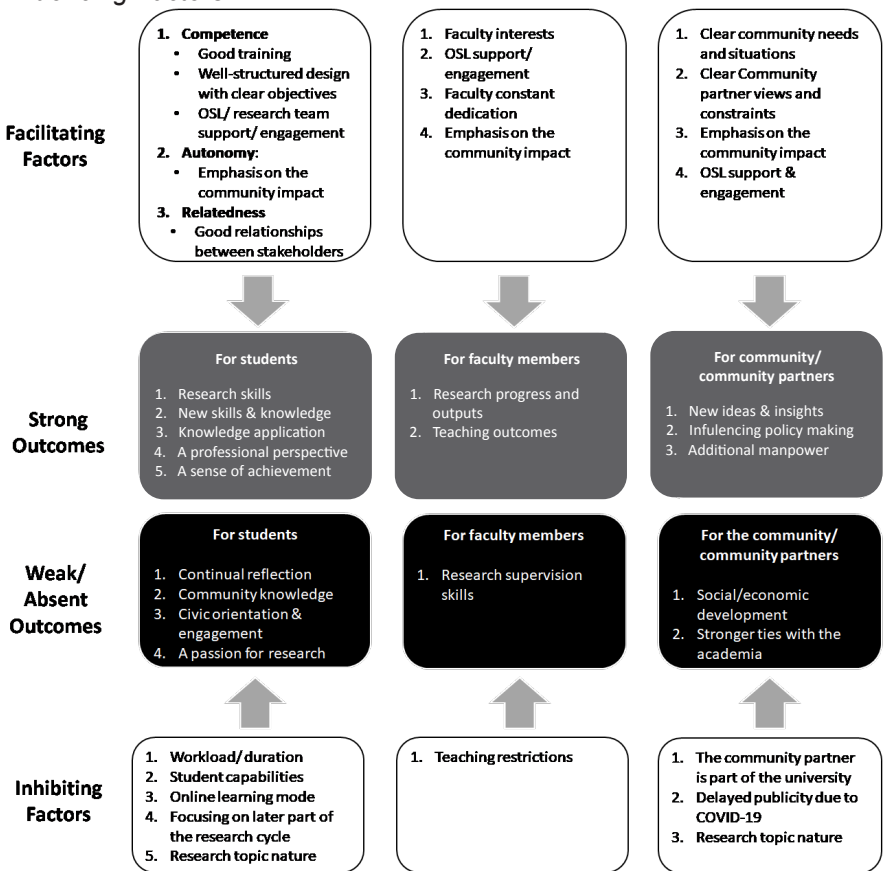 Facilitating
Factors
1. Competence
• Good training
• Well-structured design
with clear objectives
• OSL/ research team
support/ engagement
2. Autonomy:
• Emphasis on the
community impact
3. Relatedness
• Good relationships
between stakeholders
1. Faculty interests
2. OSL support/
engagement
3. Faculty constant
dedication
4. Emphasis on the
community impact
1. Clear community needs
and situations
2. Clear Community
partner views and
constraints
3. Emphasis on the
community impact
4. OSL support &
engagement
Strong
Outcomes
For students
1. Research skills
2. New skills & knowledge
3. Knowledge application
4. A professional perspective
5. A sense of achievement
For faculty members
1. Research progress and
outputs
2. Teaching outcomes
For community/
community partners
1. New ideas & insights
2. Infulencing policy making
3. Additional manpower
Weak/
Absent
Outcomes
For students
1. Continual reflection
2. Community knowledge
3. Civic orientation &
engagement
4. A passion for research
For faculty members
1. Research supervision
skills
For the community/
community partners
1. Social/economic
development
2. Stronger ties with the
academia
Inhibiting
Factors
1. Workload/ duration
2. Student capabilities
3. Online learning mode
4. Focusing on later part of
the research cycle
5. Research topic nature
1. Teaching restrictions
1. The community partner
is part of the university
2. Delayed publicity due to
COVID-19
3. Research topic nature